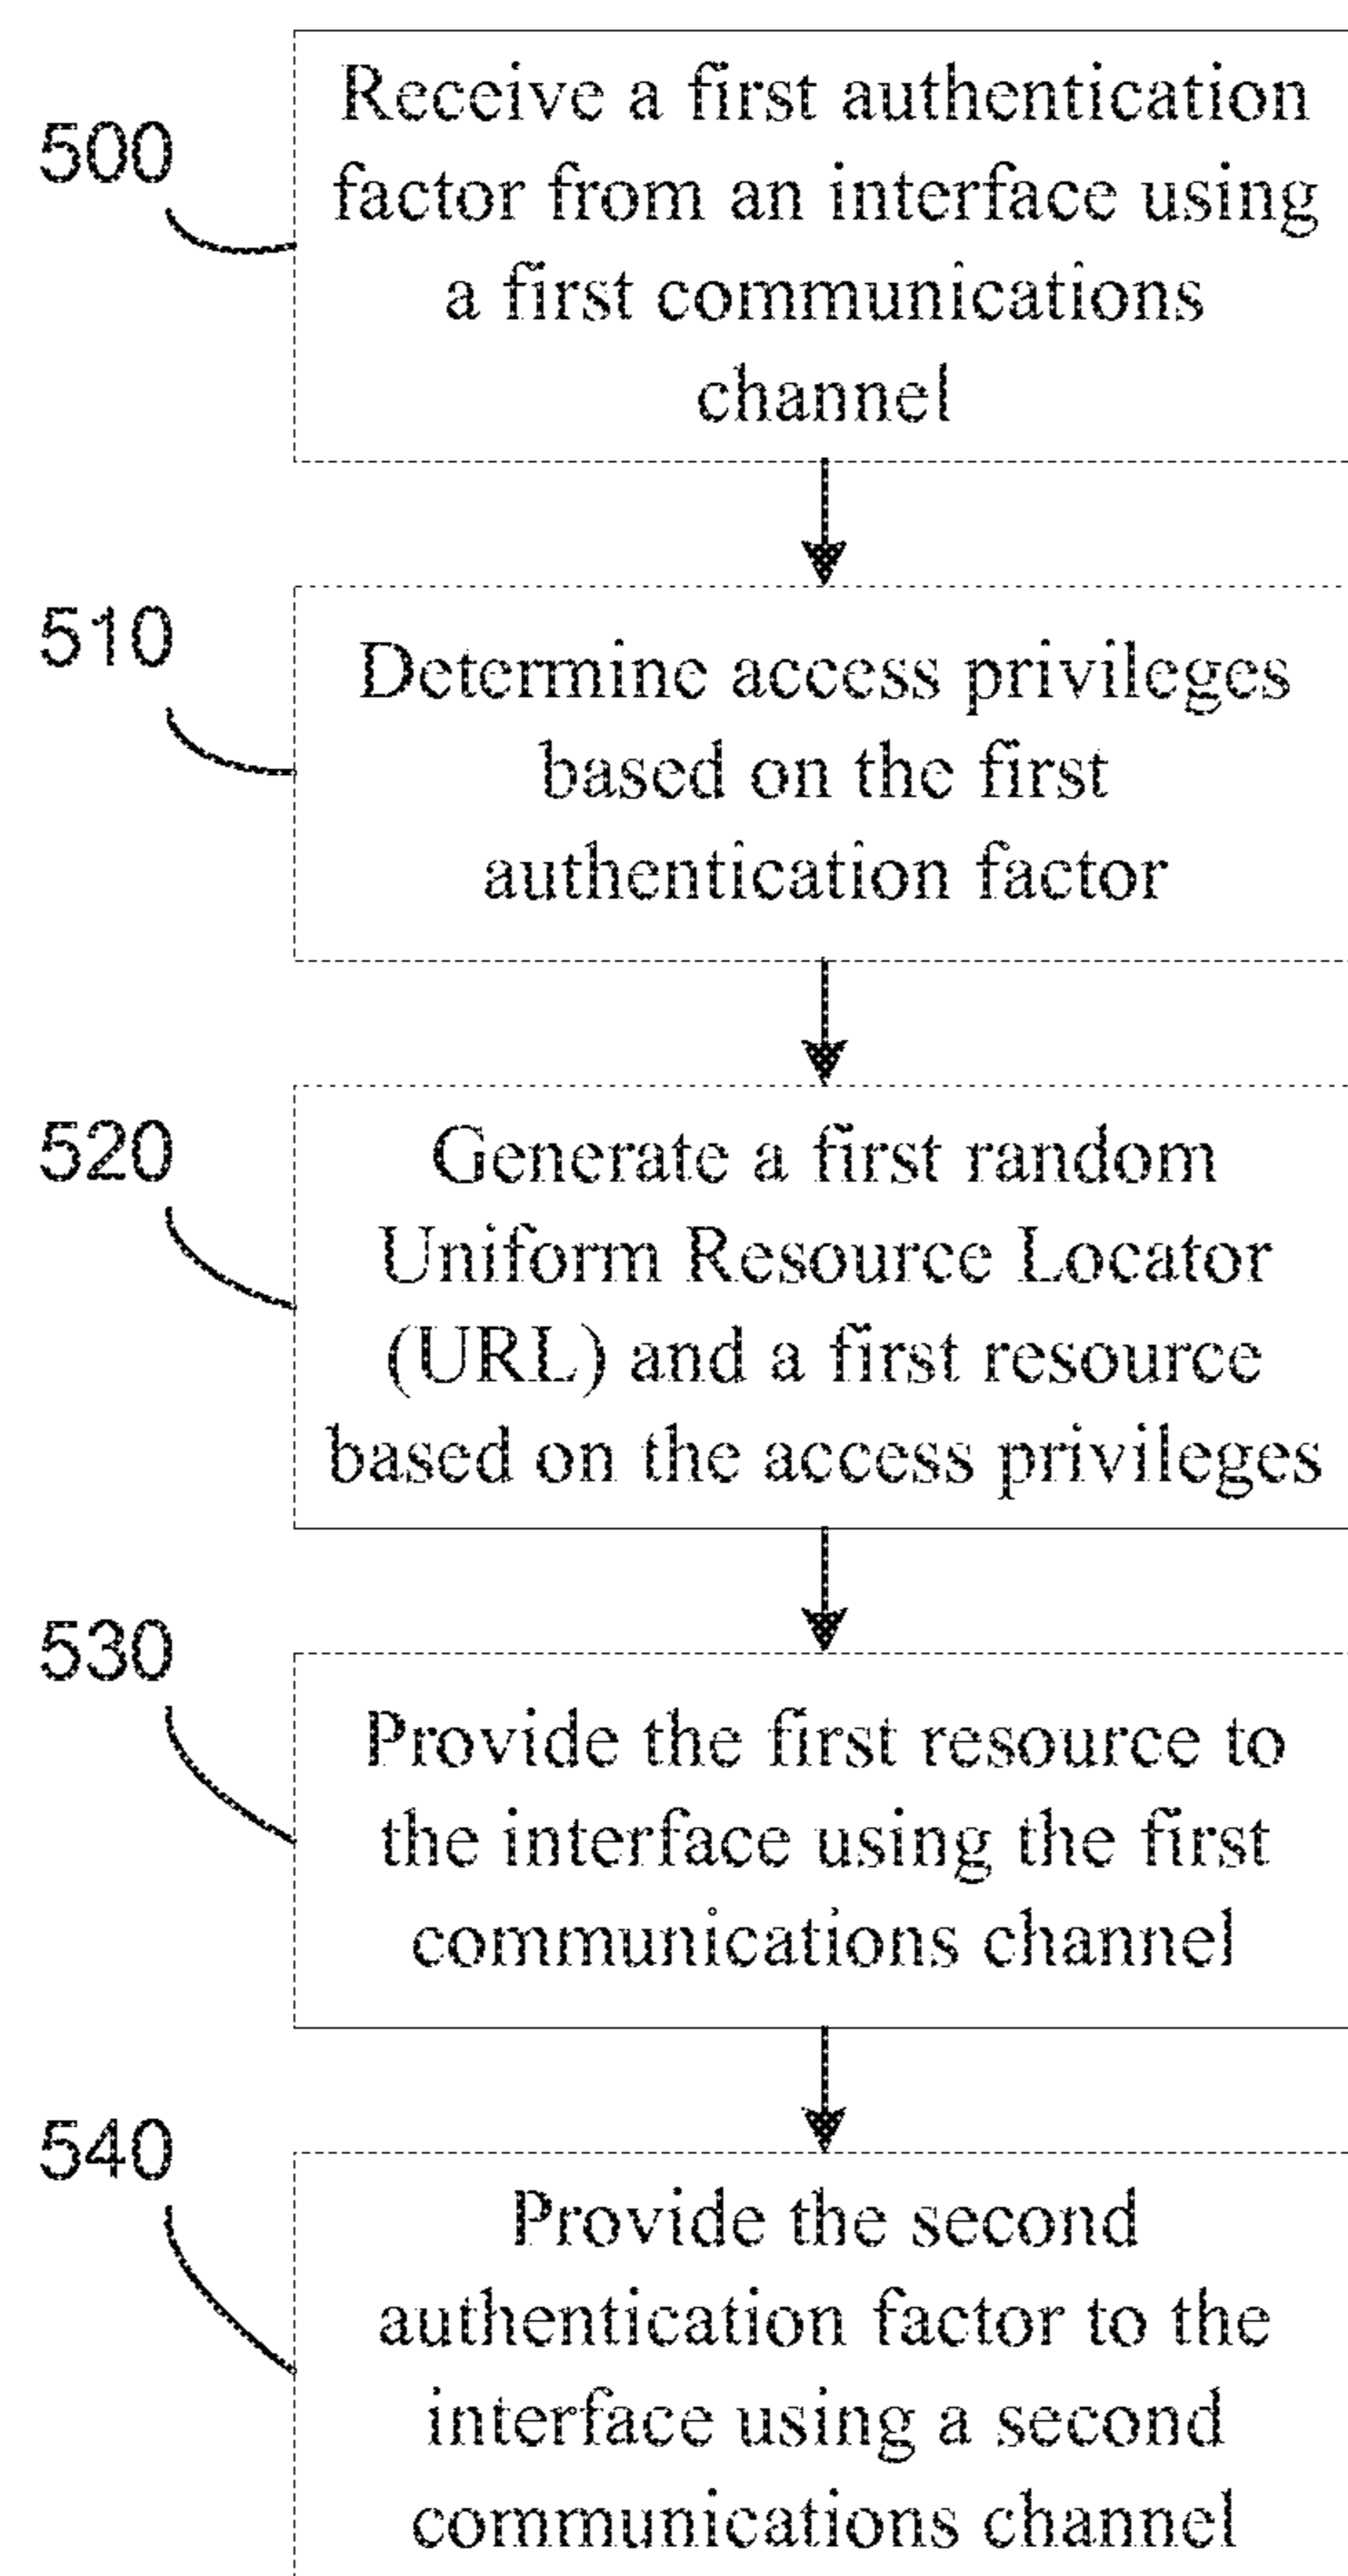 500
Receive a first authentication
factor from an interface using
a first communications
channel
510
Determine access privileges
based on the first
authentication factor
520
Generate a first random
Uniform Resource Locator
(URL) and a first resource
based on the access privileges
530
Provide the first resource to
the interface using the first
communications channel
540
Provide the second
authentication factor to the
interface using a second
communications channel